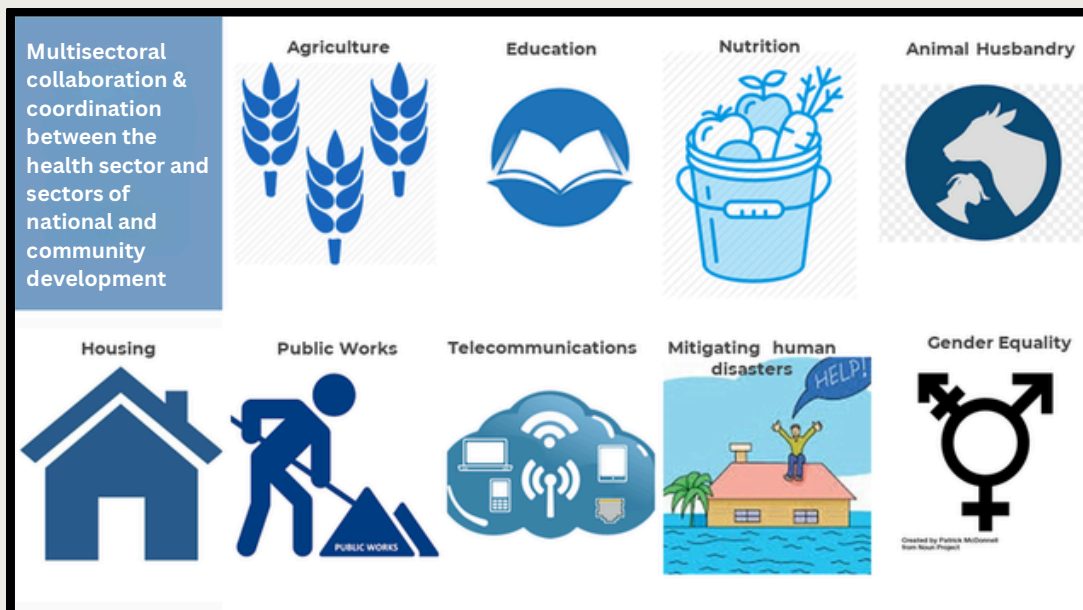 Multisectoral
collaboration &
coordination
between the
health sector and
sectors of
national and
community
development
Agriculture
Education
Nutrition
Animal Husbandry
Housing
Public Works
Telecommunications
Mitigating human
disasters
Gender Equality
PUBLIC WORKS
HELP!
Created by Patrick McDonnell
from Noun Project